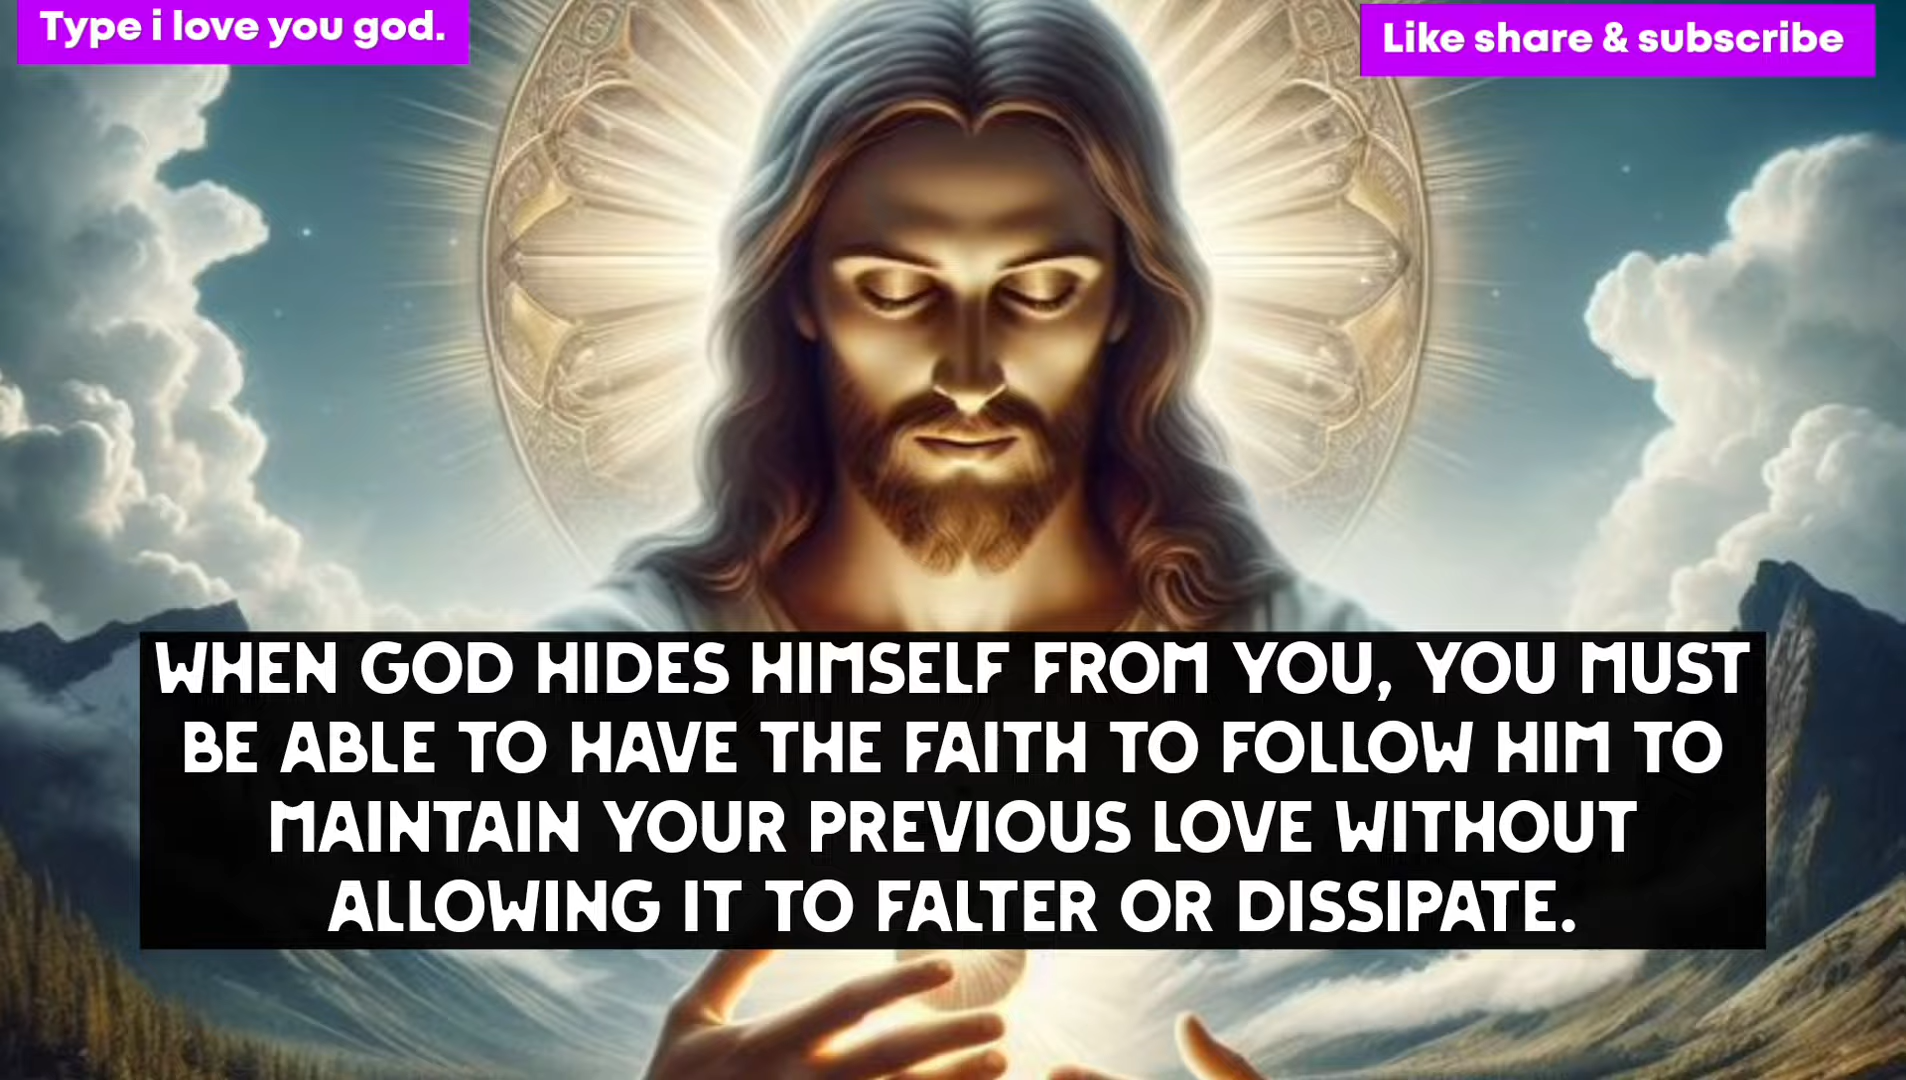 Type i love you god.
Like share & subscribe
WHEN GOD HIDES HIMSELF FROM YOU, YOU MUST
BE ABLE TO HAVE THE FAITH TO FOLLOW HIM TO
MAINTAIN YOUR PREVIOUS LOVE WITHOUT
ALLOWING IT TO FALTER OR DISSIPATE.